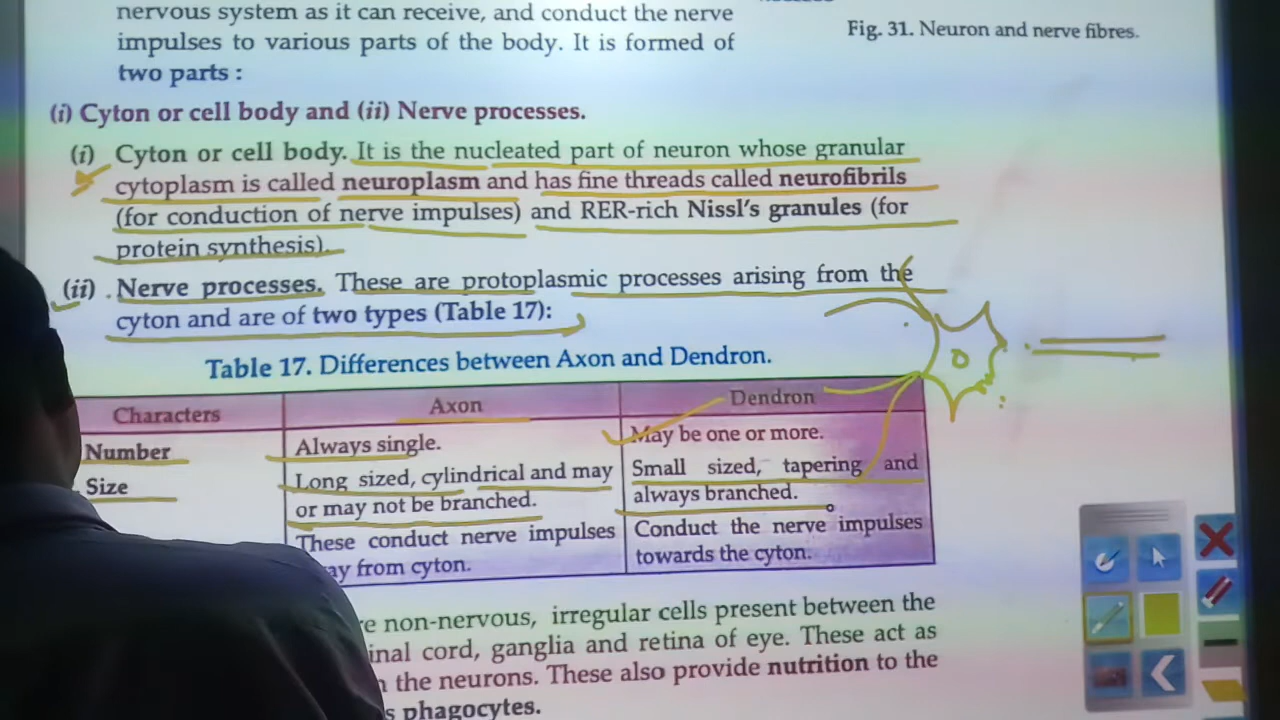 nervous system as it can receive, and conduct the nerve
impulses to various parts of the body. It is formed of
two parts :
Fig. 31. Neuron and nerve fibres.
(i) Cyton or cell body and (ii) Nerve processes.
(i) Cyton or cell body. It is the nucleated part of neuron whose granular
cytoplasm is called neuroplasm and has fine threads called neurofibrils
(for conduction of nerve impulses) and RER-rich Nissl's granules (for
protein synthesis).
(ii) Nerve processes. These are protoplasmic processes arising from the
cyton and are of two types (Table 17):
Table 17. Differences between Axon and Dendron.
Characters Axon Dendron
Number Always single. May be one or more.
Size Long sized, cylindrical and may Small sized, tapering and
or may not be branched. always branched.
These conduct nerve impulses Conduct the nerve impulses
from cyton. towards the cyton.
non-nervous, irregular cells present between the
cord, ganglia and retina of eye. These act as
the neurons. These also provide nutrition to the
phagocytes.